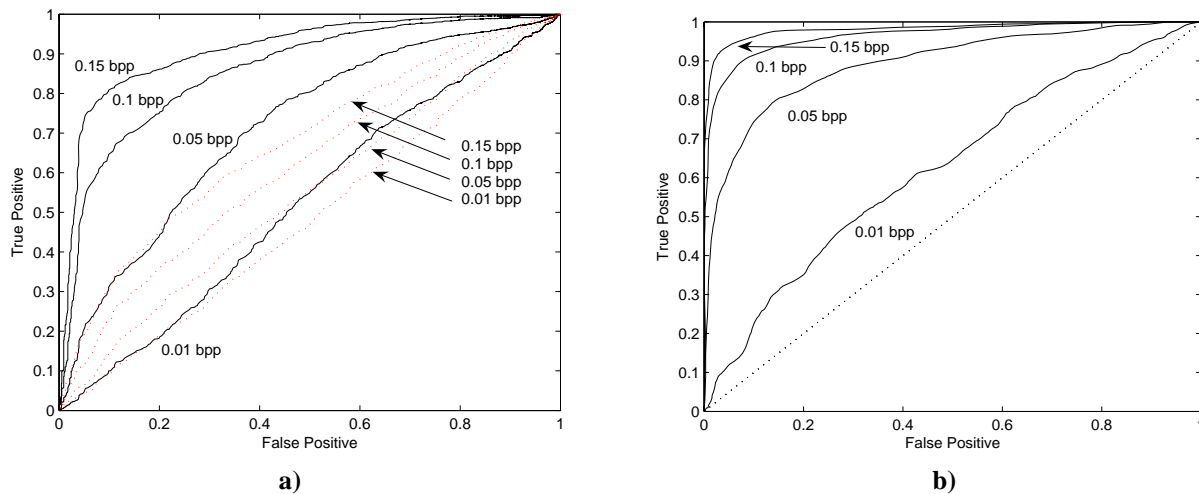 1
0.9
0.8
0.7
0.6
0.5
0.4
0.3
0.2
0.1
0
True Positive
0.15 bpp
0.1 bpp
0.05 bpp
0.01 bpp
0.15 bpp
0.1 bpp
0.05 bpp
0.01 bpp
0 0.2 0.4 0.6 0.8 1
False Positive
a)
1
0.9
0.8
0.7
0.6
0.5
0.4
0.3
0.2
0.1
0
True Positive
0.15 bpp
0.1 bpp
0.05 bpp
0.01 bpp
0 0.2 0.4 0.6 0.8 1
False Positive
b)